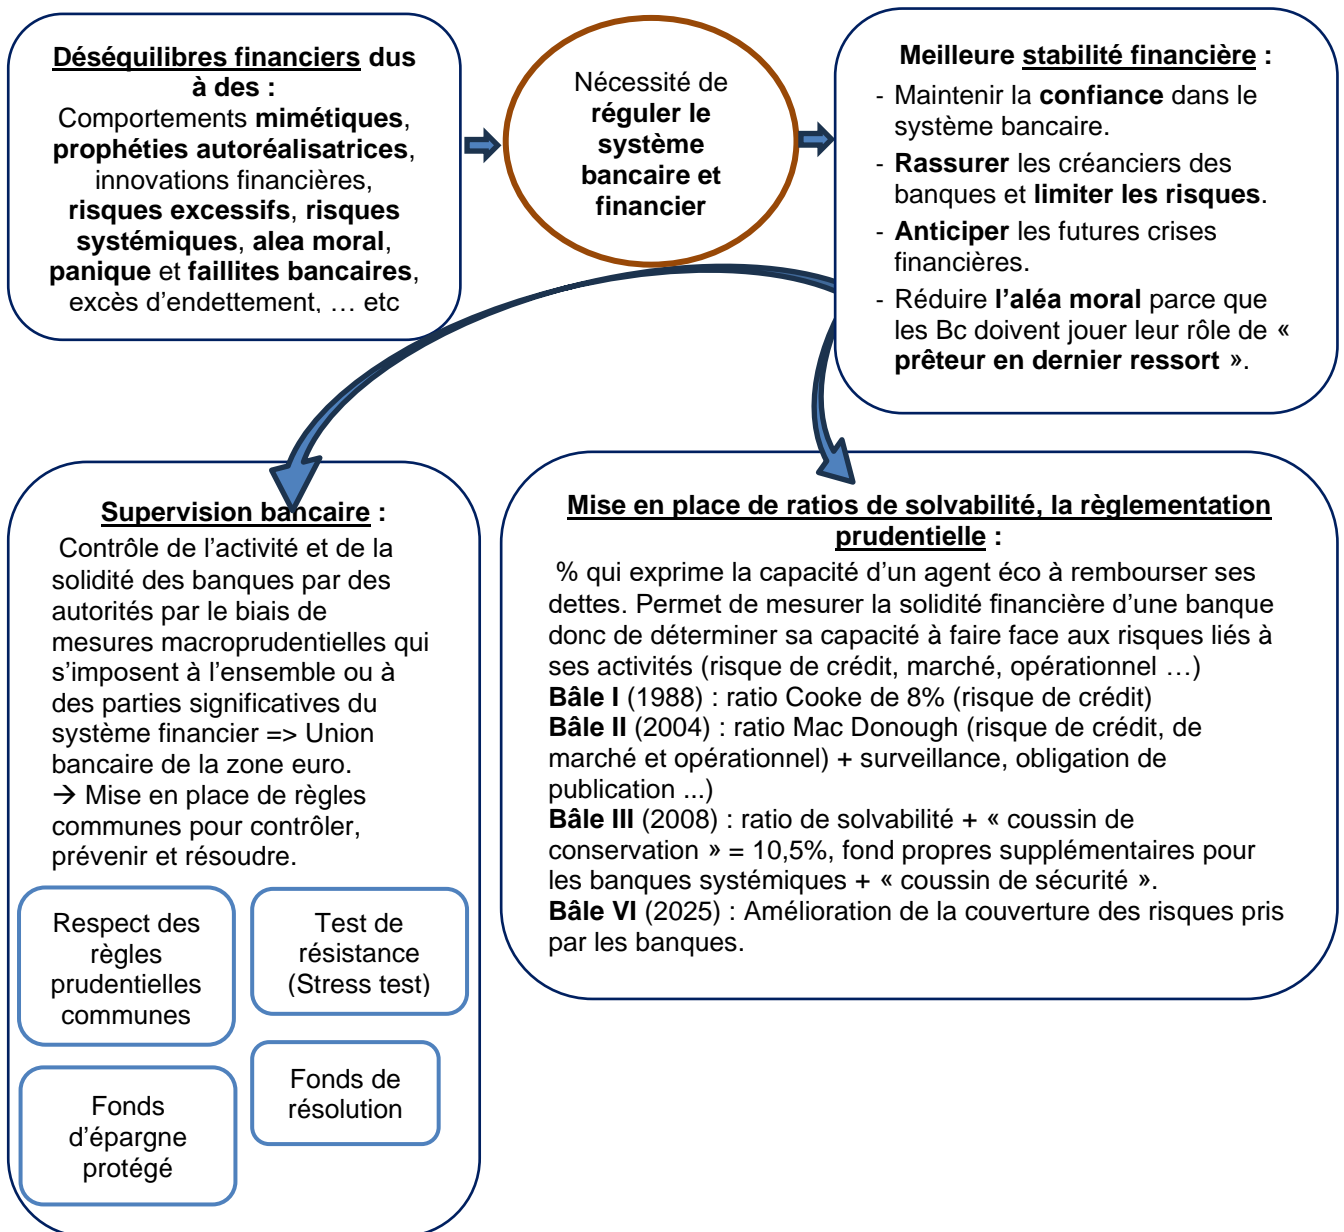 Déséquilibres financiers dus
à des :
Comportements mimétiques,
prophéties autoréalisatrices,
innovations financières,
risques excessifs, risques
systémiques, alea moral,
panique et faillites bancaires,
excès d'endettement, … etc
Nécessité de
réguler le
système
bancaire et
financier
Meilleure stabilité financière :
- Maintenir la confiance dans le
système bancaire.
- Rassurer les créanciers des
banques et limiter les risques.
- Anticiper les futures crises
financières.
- Réduire l'aléa moral parce que
les Bc doivent jouer leur rôle de «
prêteur en dernier ressort ».
Supervision bancaire :
Contrôle de l'activité et de la
solidité des banques par des
autorités par le biais de
mesures macroprudentielles qui
s'imposent à l'ensemble ou à
des parties significatives du
système financier => Union
bancaire de la zone euro.
→ Mise en place de règles
communes pour contrôler,
prévenir et résoudre.
Respect des
règles
prudentielles
communes
Test de
résistance
(Stress test)
Fonds
d'épargne
protégé
Fonds de
résolution
Mise en place de ratios de solvabilité, la règlementation
prudentielle :
% qui exprime la capacité d'un agent éco à rembourser ses
dettes. Permet de mesurer la solidité financière d'une banque
donc de déterminer sa capacité à faire face aux risques liés à
ses activités (risque de crédit, marché, opérationnel …)
Bâle I (1988) : ratio Cooke de 8% (risque de crédit)
Bâle II (2004) : ratio Mac Donough (risque de crédit, de
marché et opérationnel) + surveillance, obligation de
publication ...)
Bâle III (2008) : ratio de solvabilité + « coussin de
conservation » = 10,5%, fond propres supplémentaires pour
les banques systémiques + « coussin de sécurité ».
Bâle VI (2025) : Amélioration de la couverture des risques pris
par les banques.